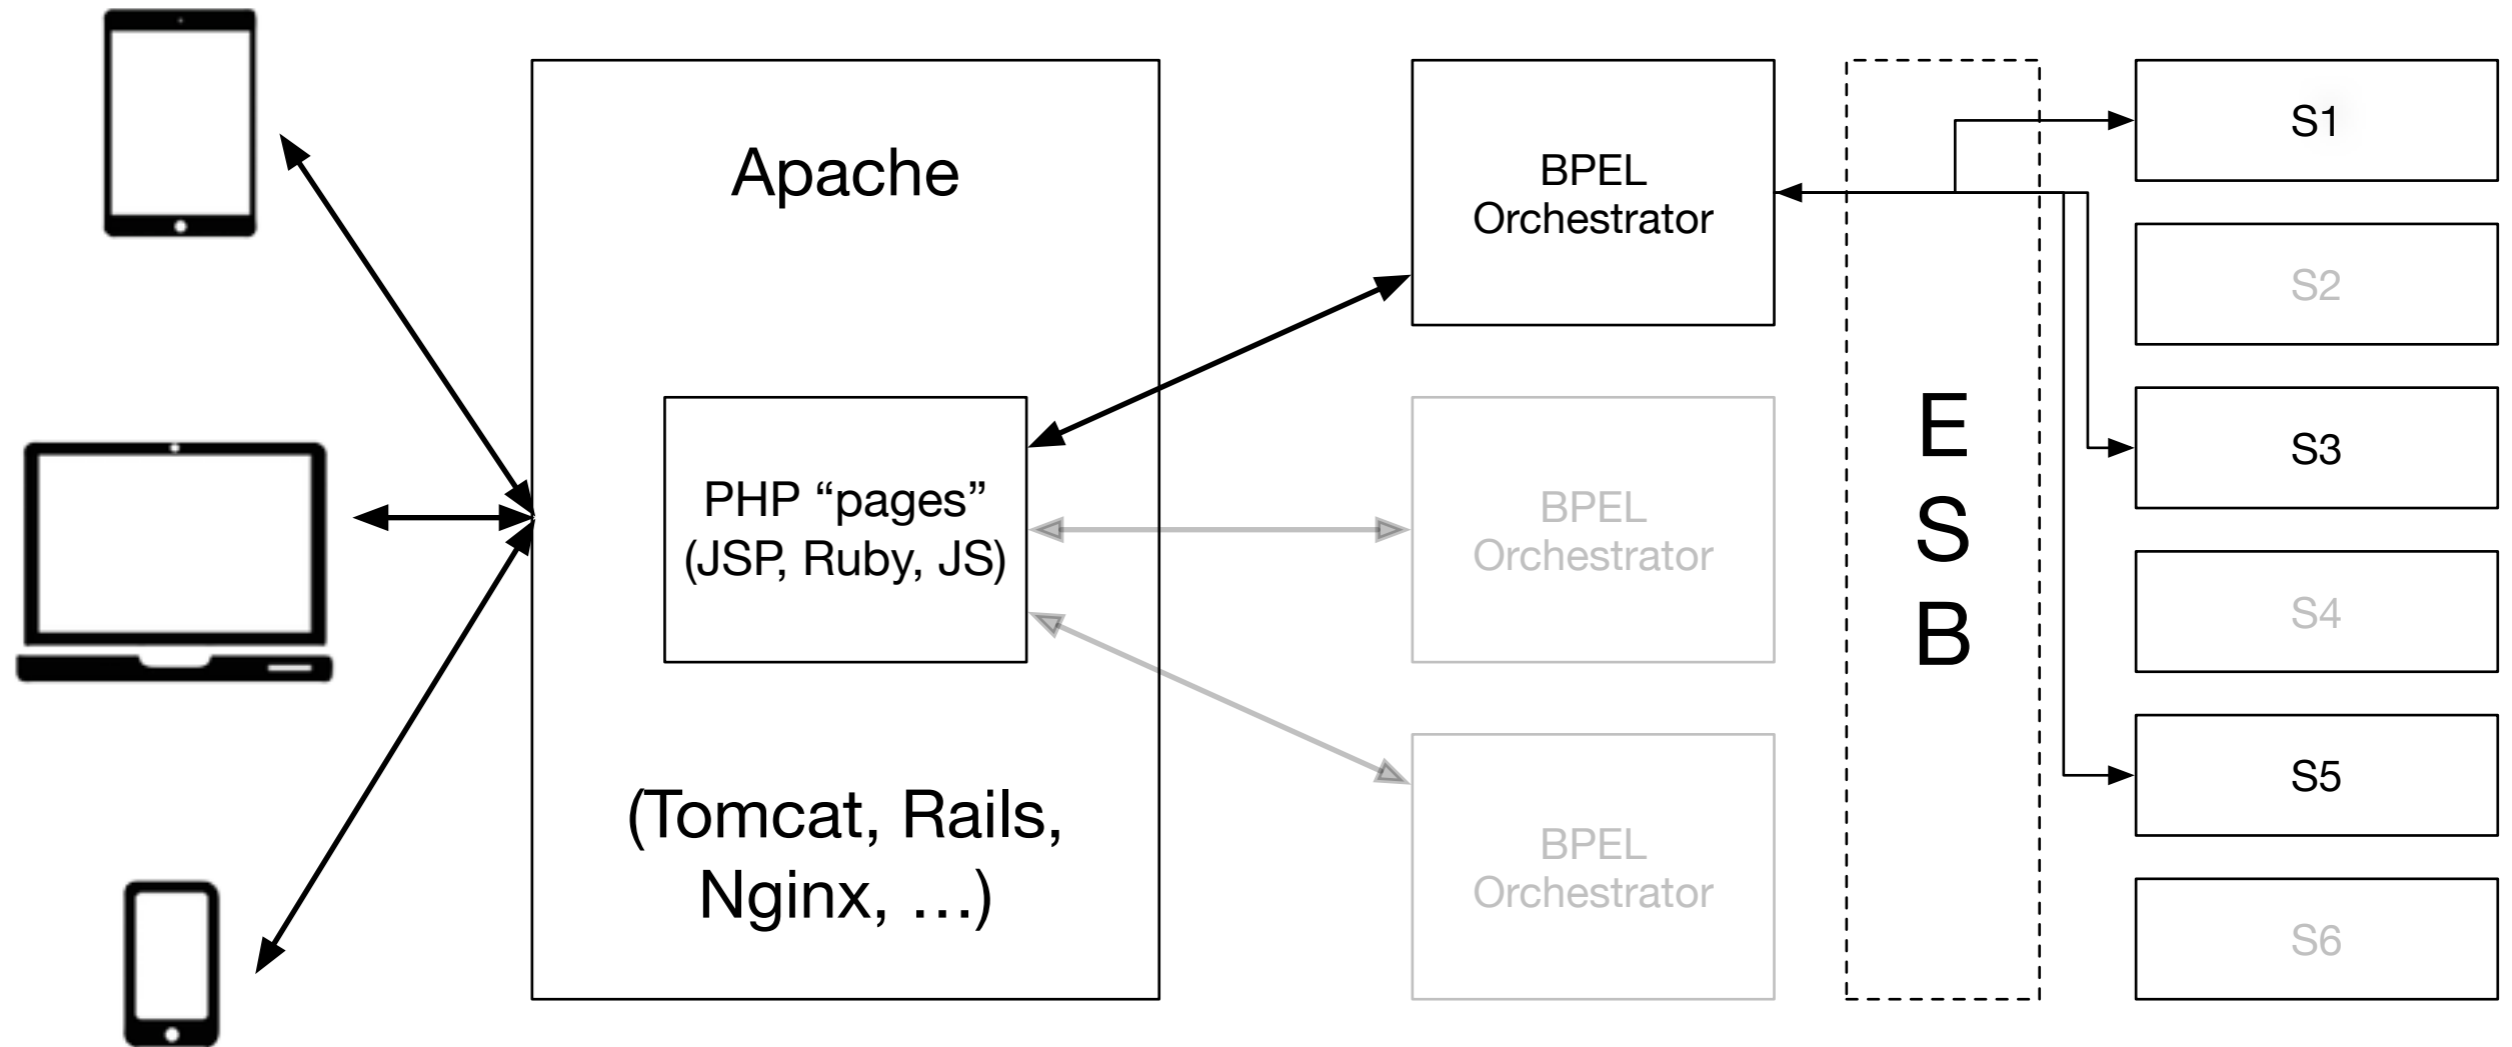 Apache
PHP “pages”
(JSP, Ruby, JS)
(Tomcat, Rails,
Nginx, …)
BPEL
Orchestrator
BPEL
Orchestrator
BPEL
Orchestrator
E
S
B
S1
S2
S3
S4
S5
S6